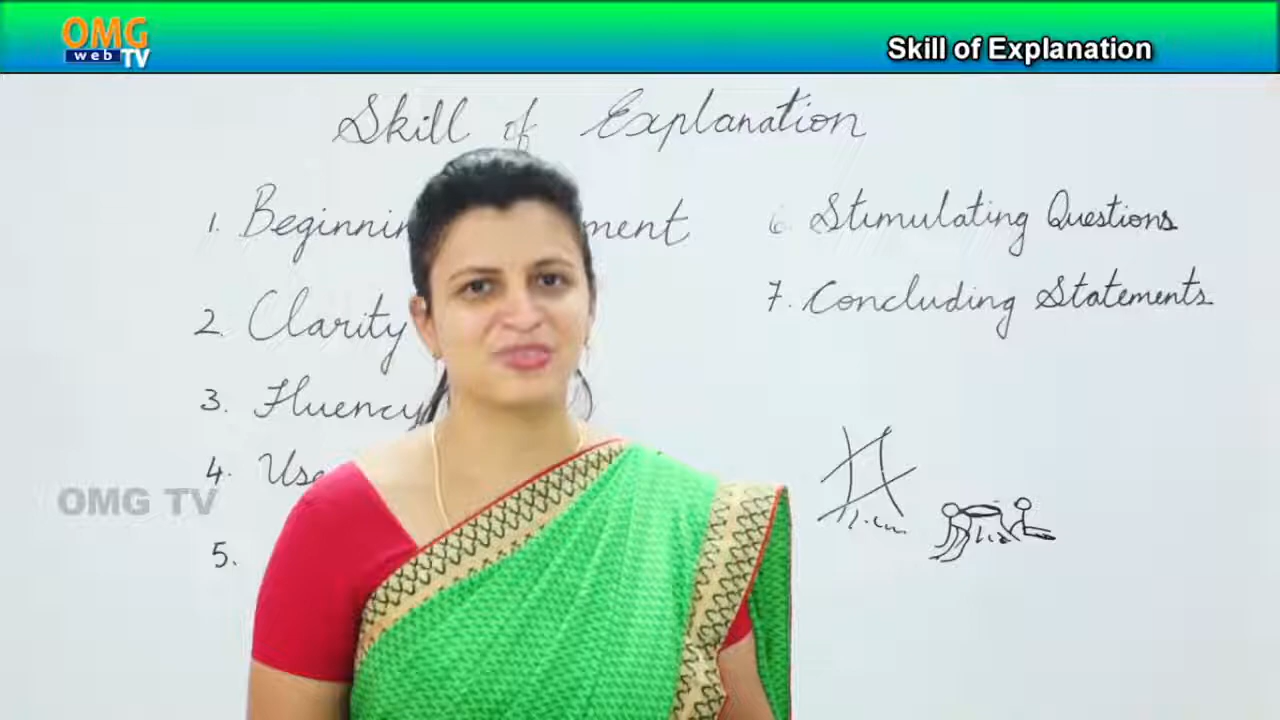 OMG
web TV
Skill of Explanation
Skill of Explanation
1. Beginnin ment
2. Clarity
3. Fluency
4. Use
OMG TV
5.
6. Stimulating Questions
7. Concluding Statements